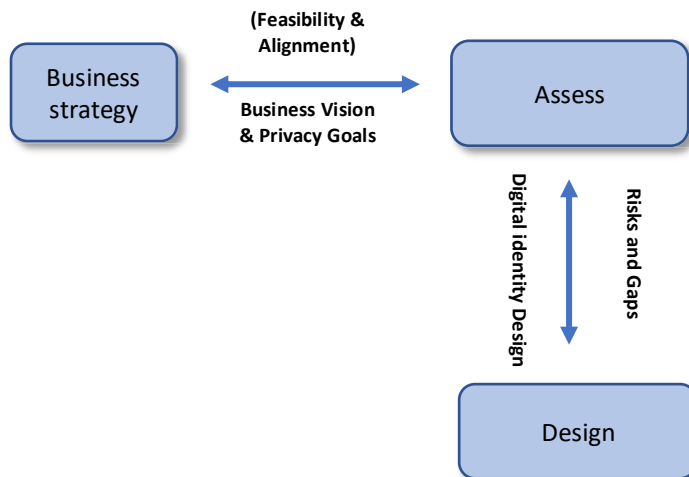 (Feasibility &
Alignment)
Business
strategy
Assess
Business Vision
& Privacy Goals
Digital identity Design
Risks and Gaps
Design